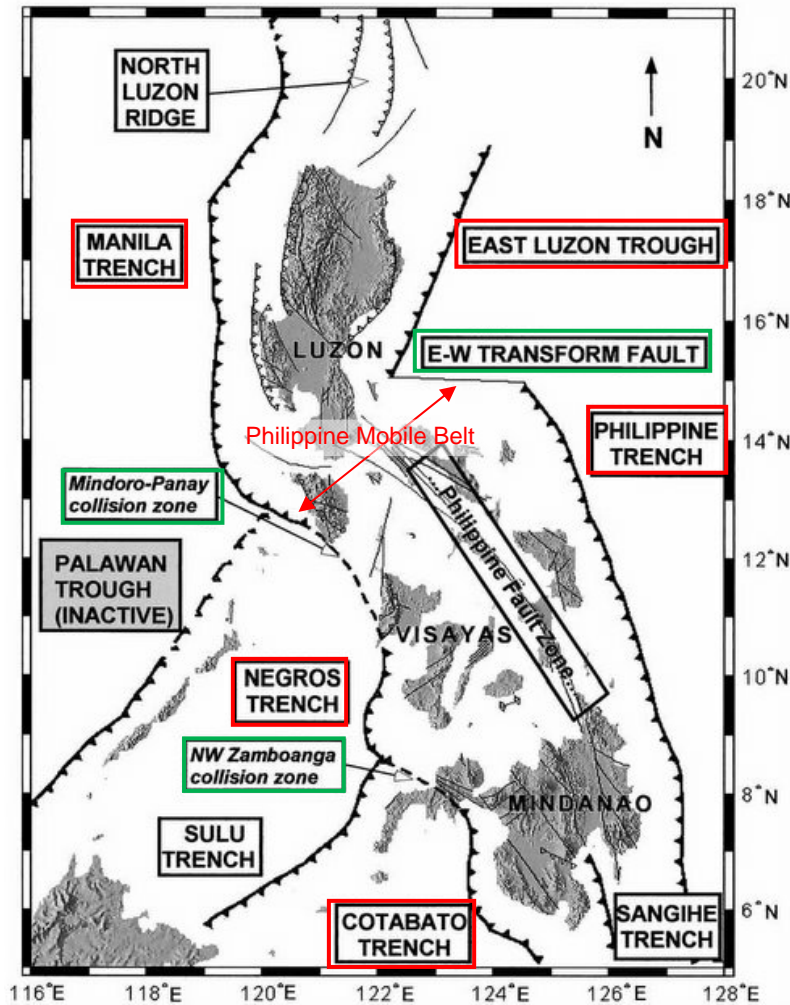 NORTH
LUZON
RIDGE
20°N
N
18°N
MANILA
TRENCH
EAST LUZON TROUGH
16°N
LUZON
E-W TRANSFORM FAULT
Philippine Mobile Belt
PHILIPPINE
TRENCH
14°N
Mindoro-Panay
collision zone
...Philippine Fault Zone...
PALAWAN
TROUGH
(INACTIVE)
12°N
VISAYAS
NEGROS
TRENCH
10°N
NW Zamboanga
collision zone
MINDANAO
8°N
SULU
TRENCH
COTABATO
TRENCH
SANGIHE
TRENCH
6°N
116°E 118°E 120°E 122°E 124°E 126°E 128°E